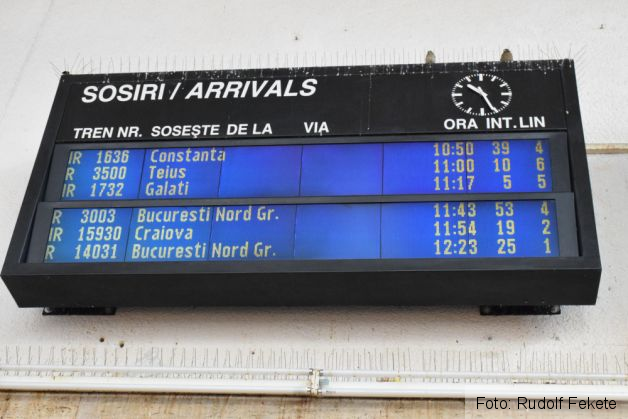 SOSIRI / ARRIVALS
TREN NR. SOSEȘTE DE LA VIA ORA INT. LIN
IR 1636 Constanta 10:50 39 4
R 3500 Teius 11:00 10 6
IR 1732 Galati 11:17 5 5
R 3003 Bucuresti Nord Gr. 11:43 53 4
IR 15930 Craiova 11:54 19 2
R 14031 Bucuresti Nord Gr. 12:23 25 1
Foto: Rudolf Fekete